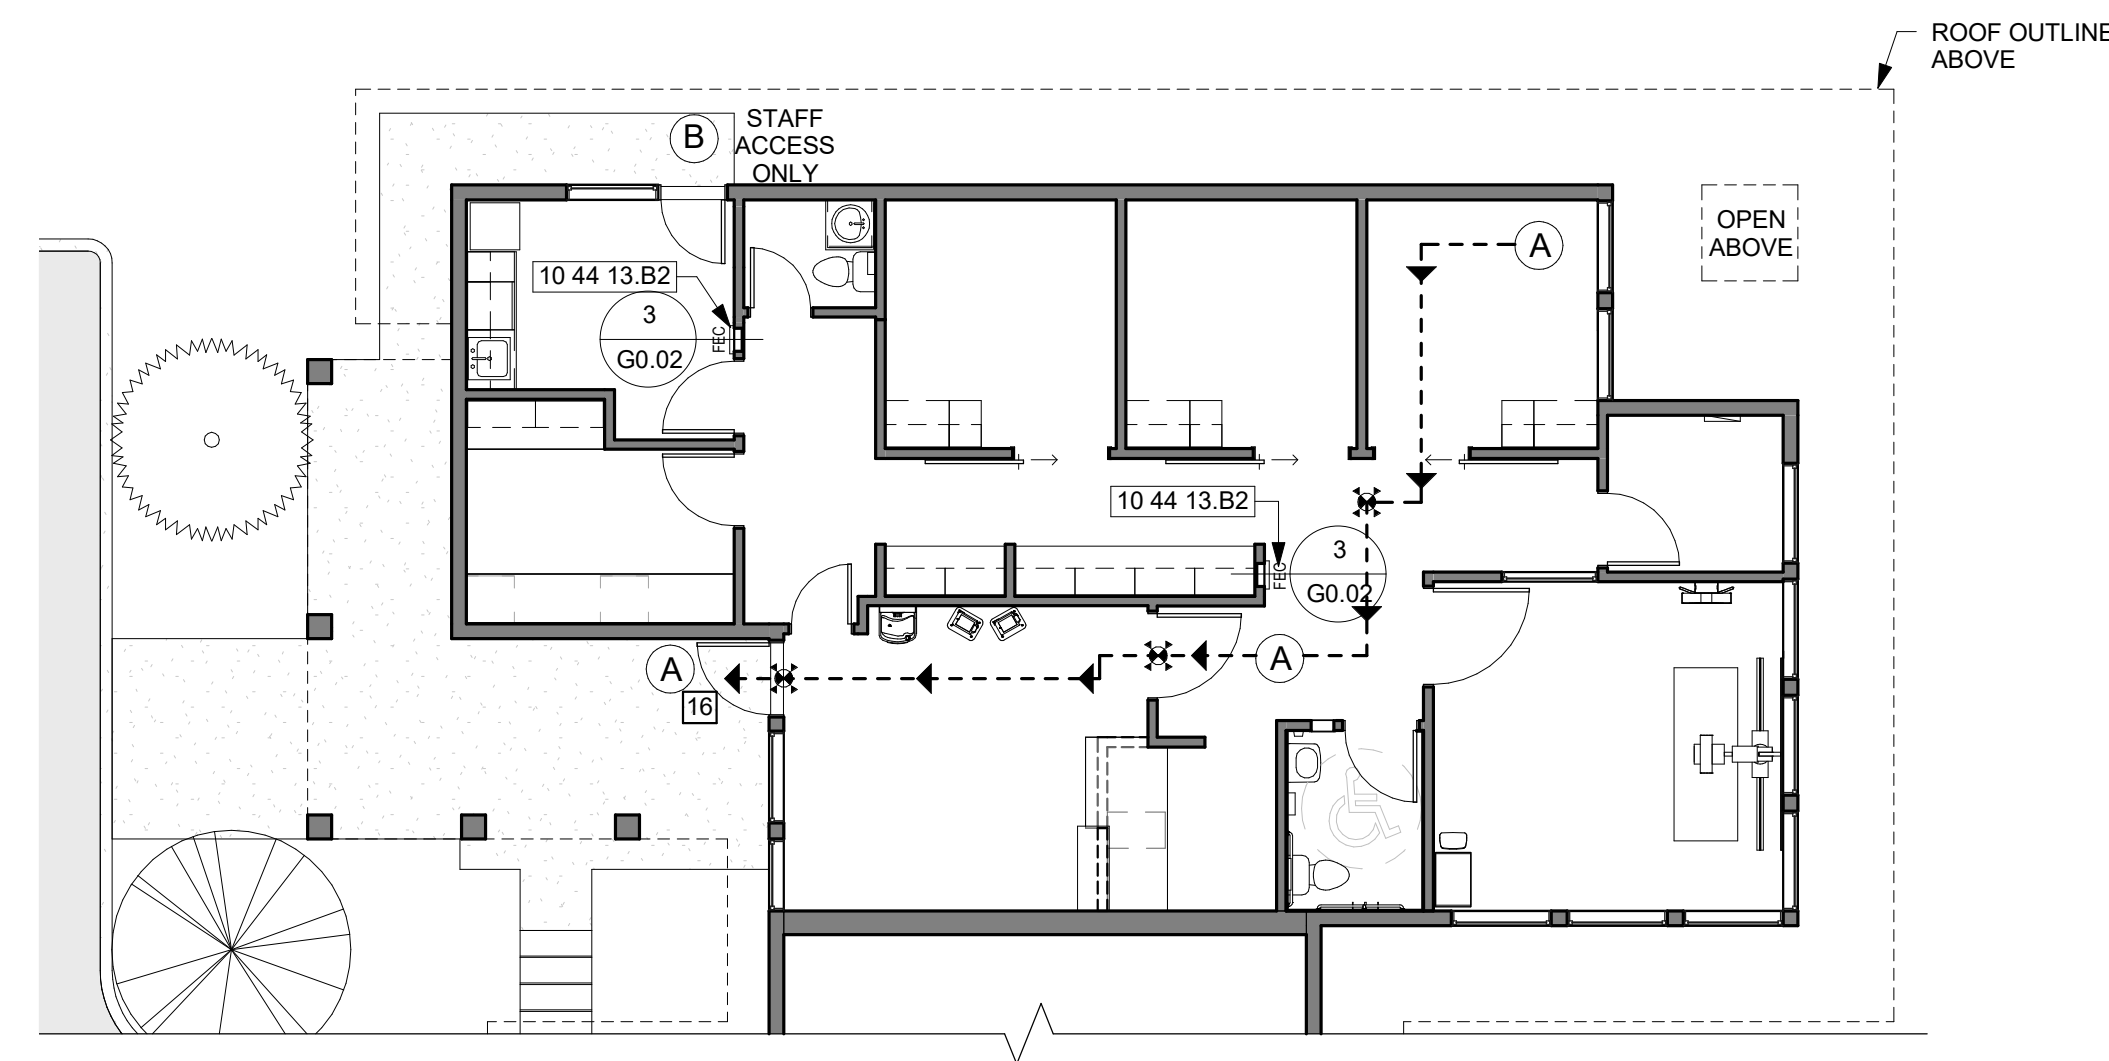 ROOF OUTLINE
ABOVE
B
STAFF
ACCESS
ONLY
OPEN
ABOVE
A
10 44 13.B2
3
G0.02
FEC
10 44 13.B2
3
G0.02
FEC
A
A
16